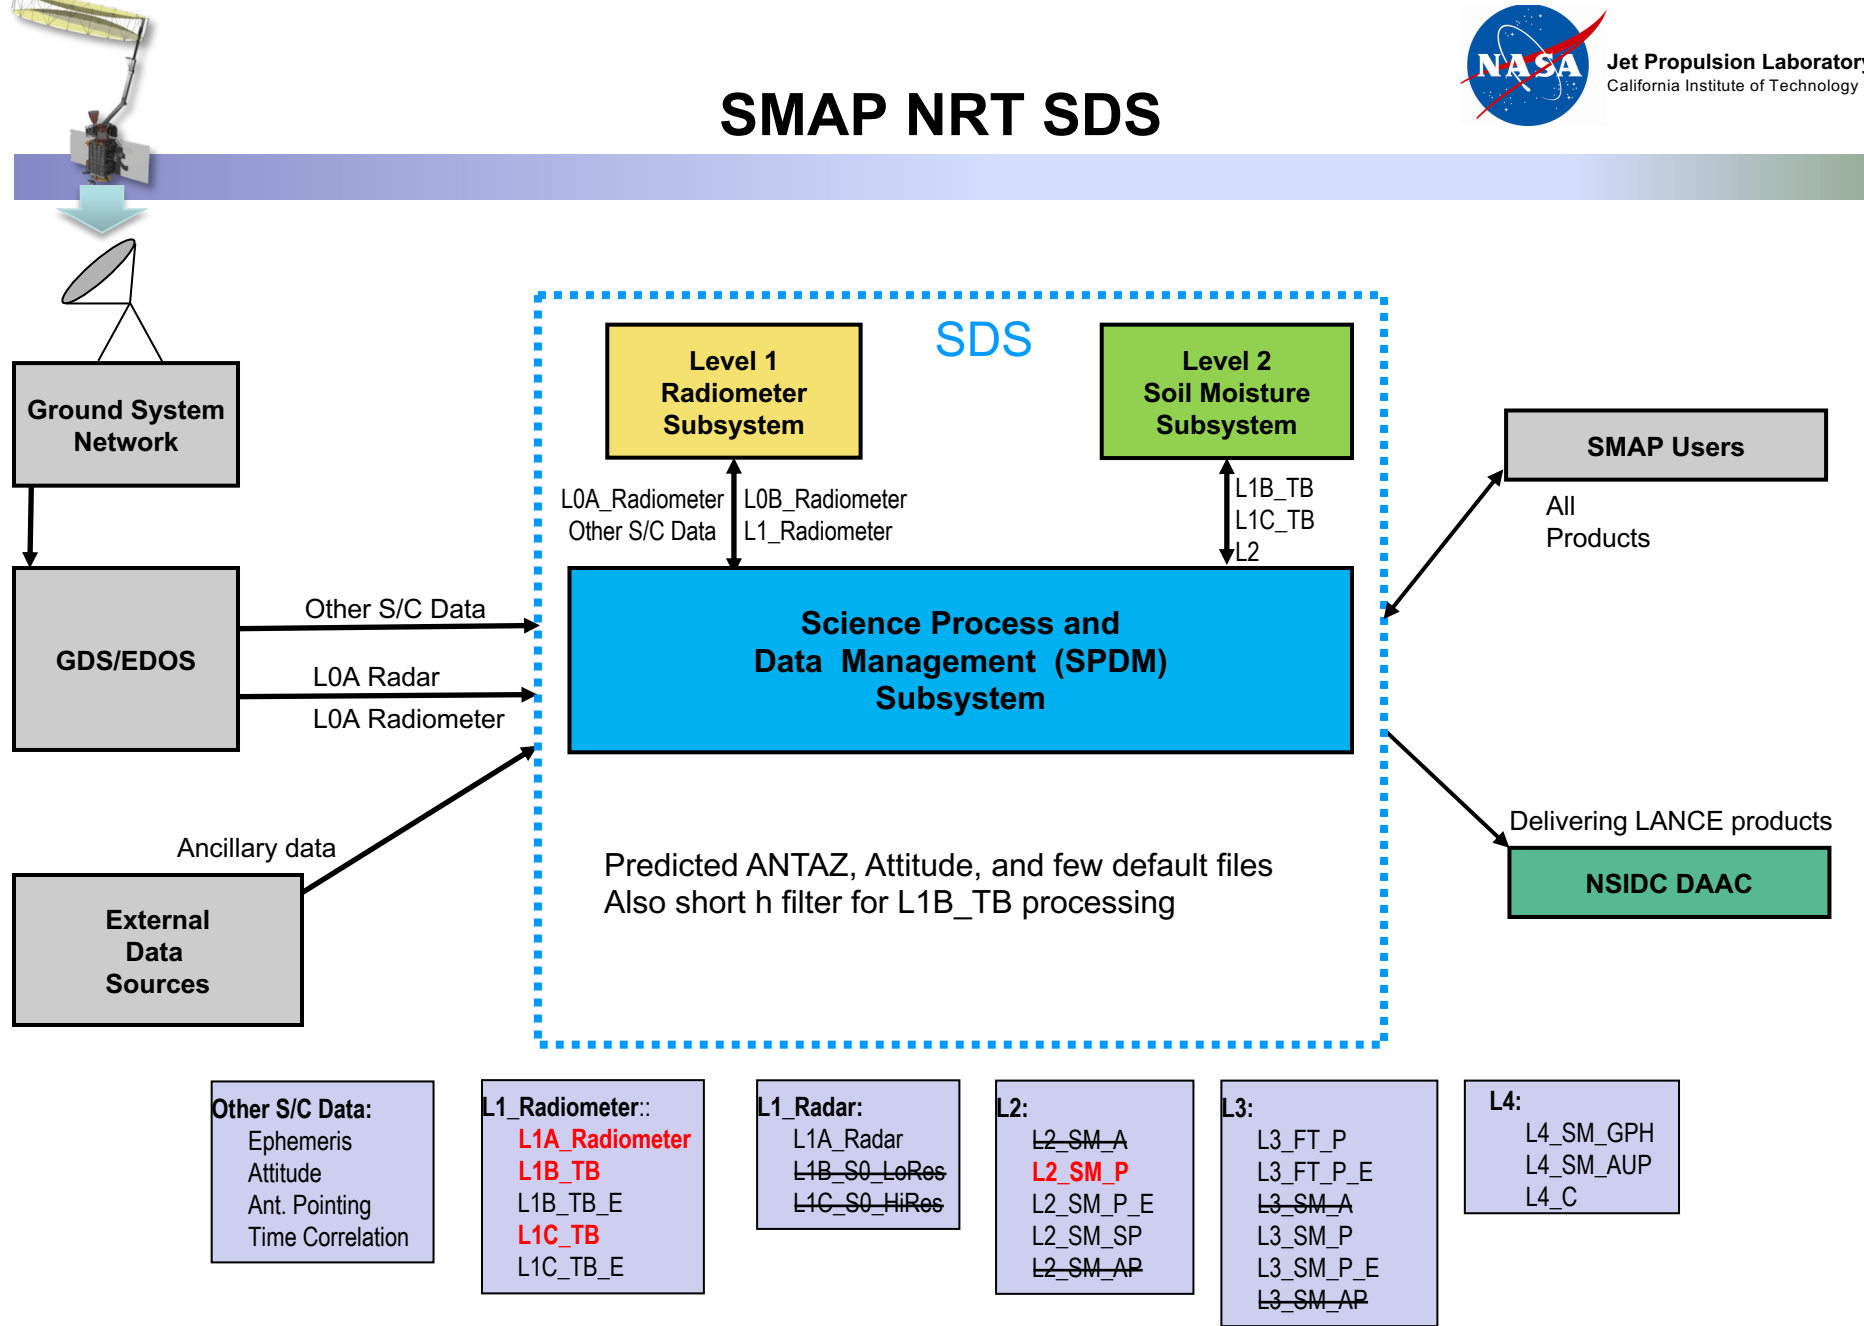 NASA
Jet Propulsion Laboratory
California Institute of Technology
SMAP NRT SDS
SDS
Ground System
Network
GDS/EDOS
External
Data
Sources
Other S/C Data
L0A Radar
L0A Radiometer
Ancillary data
Level 1
Radiometer
Subsystem
L0A_Radiometer
Other S/C Data
L0B_Radiometer
L1_Radiometer
Level 2
Soil Moisture
Subsystem
L1B_TB
L1C_TB
L2
Science Process and
Data Management (SPDM)
Subsystem
Predicted ANTAZ, Attitude, and few default files
Also short h filter for L1B_TB processing
SMAP Users
All
Products
Delivering LANCE products
NSIDC DAAC
Other S/C Data:
Ephemeris
Attitude
Ant. Pointing
Time Correlation
L1_Radiometer::
L1A_Radiometer
L1B_TB
L1B_TB_E
L1C_TB
L1C_TB_E
L1_Radar:
L1A_Radar
L1B_S0_LoRes
L1C_S0_HiRes
L2:
L2_SM_A
L2_SM_P
L2_SM_P_E
L2_SM_SP
L2_SM_AP
L3:
L3_FT_P
L3_FT_P_E
L3_SM_A
L3_SM_P
L3_SM_P_E
L3_SM_AP
L4:
L4_SM_GPH
L4_SM_AUP
L4_C